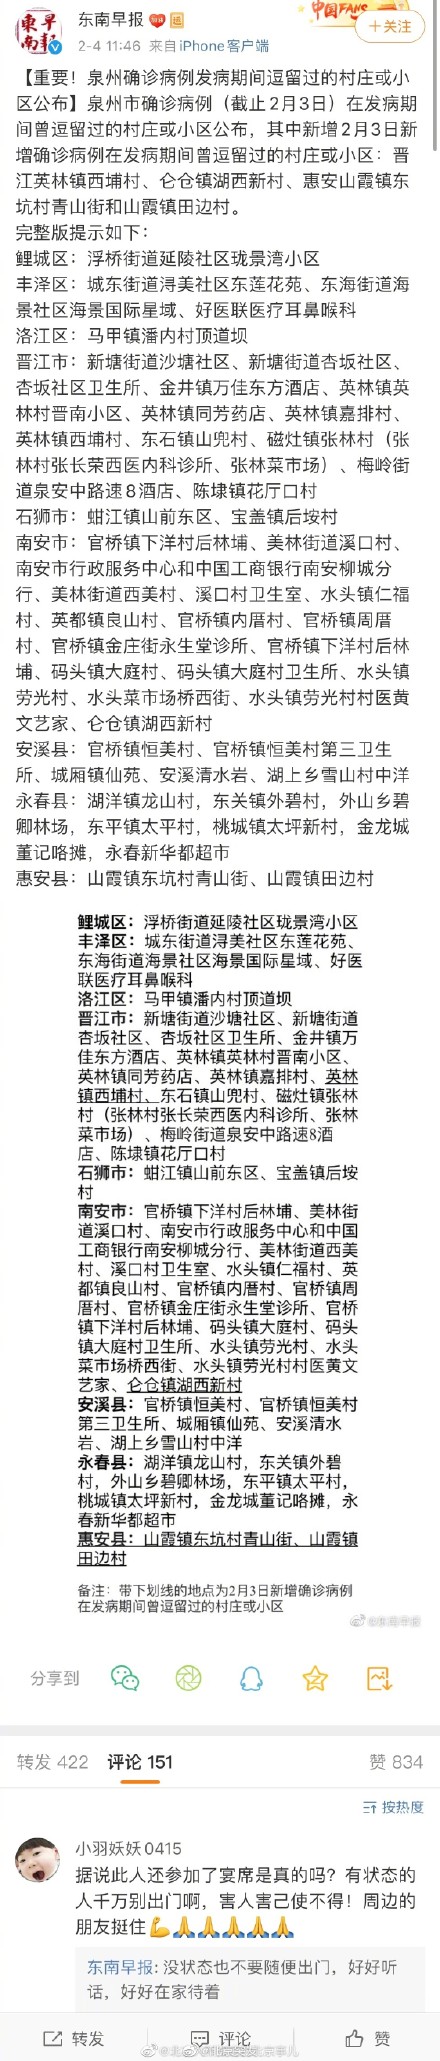 東早
南報
东南早报
中国FANS
2-4 11:46 来自iPhone客户端
+关注
【重要！泉州确诊病例发病期间逗留过的村庄或小
区公布】泉州市确诊病例（截止2月3日）在发病期
间曾逗留过的村庄或小区公布，其中新增2月3日新
增确诊病例在发病期间曾逗留过的村庄或小区：晋
江英林镇西埔村、仑仓镇湖西新村、惠安山霞镇东
坑村青山街和山霞镇田边村。
完整版提示如下：
鲤城区：浮桥街道延陵社区珑景湾小区
丰泽区：城东街道浔美社区东莲花苑、东海街道海
景社区海景国际星域、好医联医疗耳鼻喉科
洛江区：马甲镇潘内村顶道坝
晋江市：新塘街道沙塘社区、新塘街道杏坂社区、
杏坂社区卫生所、金井镇万佳东方酒店、英林镇英
林村晋南小区、英林镇同芳药店、英林镇嘉排村、
英林镇西埔村、东石镇山兜村、磁灶镇张林村（张
林村张长荣西医内科诊所、张林菜市场）、梅岭街
道泉安中路速8酒店、陈埭镇花厅口村
石狮市：蚶江镇山前东区、宝盖镇后垵村
南安市：官桥镇下洋村后林埔、美林街道溪口村、
南安市行政服务中心和中国工商银行南安柳城分
行、美林街道西美村、溪口村卫生室、水头镇仁福
村、英都镇良山村、官桥镇内厝村、官桥镇周厝
村、官桥镇金庄街永生堂诊所、官桥镇下洋村后林
埔、码头镇大庭村、码头镇大庭村卫生所、水头镇
劳光村、水头菜市场桥西街、水头镇劳光村村医黄
文艺家、仑仓镇湖西新村
安溪县：官桥镇恒美村、官桥镇恒美村第三卫生
所、城厢镇仙苑、安溪清水岩、湖上乡雪山村中洋
永春县：湖洋镇龙山村，东关镇外碧村，外山乡碧
卿林场，东平镇太平村，桃城镇太坪新村，金龙城
董记咯摊，永春新华都超市
惠安县：山霞镇东坑村青山街、山霞镇田边村
鲤城区：浮桥街道延陵社区珑景湾小区
丰泽区：城东街道浔美社区东莲花苑、
东海街道海景社区海景国际星域、好医
联医疗耳鼻喉科
洛江区：马甲镇潘内村顶道坝
晋江市：新塘街道沙塘社区、新塘街道
杏坂社区、杏坂社区卫生所、金井镇万
佳东方酒店、英林镇英林村晋南小区、
英林镇同芳药店、英林镇嘉排村、英林
镇西埔村、东石镇山兜村、磁灶镇张林
村（张林村张长荣西医内科诊所、张林
菜市场）、梅岭街道泉安中路速8酒
店、陈埭镇花厅口村
石狮市：蚶江镇山前东区、宝盖镇后垵
村
南安市：官桥镇下洋村后林埔、美林街
道溪口村、南安市行政服务中心和中国
工商银行南安柳城分行、美林街道西美
村、溪口村卫生室、水头镇仁福村、英
都镇良山村、官桥镇内厝村、官桥镇周
厝村、官桥镇金庄街永生堂诊所、官桥
镇下洋村后林埔、码头镇大庭村、码头
镇大庭村卫生所、水头镇劳光村、水头
菜市场桥西街、水头镇劳光村村医黄文
艺家、仑仓镇湖西新村
安溪县：官桥镇恒美村、官桥镇恒美村
第三卫生所、城厢镇仙苑、安溪清水
岩、湖上乡雪山村中洋
永春县：湖洋镇龙山村，东关镇外碧
村，外山乡碧卿林场，东平镇太平村，
桃城镇太坪新村，金龙城董记咯摊，永
春新华都超市
惠安县：山霞镇东坑村青山街、山霞镇
田边村
备注：带下划线的地点为2月3日新增确诊病例
在发病期间曾逗留过的村庄或小区
分享到
转发 422 评论 151 赞 834
按热度
小羽妖妖0415
据说此人还参加了宴席是真的吗？有状态的
人千万别出门啊，害人害己使不得！周边的
朋友挺住💪🙏🙏🙏🙏🙏
东南早报: 没状态也不要随便出门，好好听
话，好好在家待着
转发 评论 赞